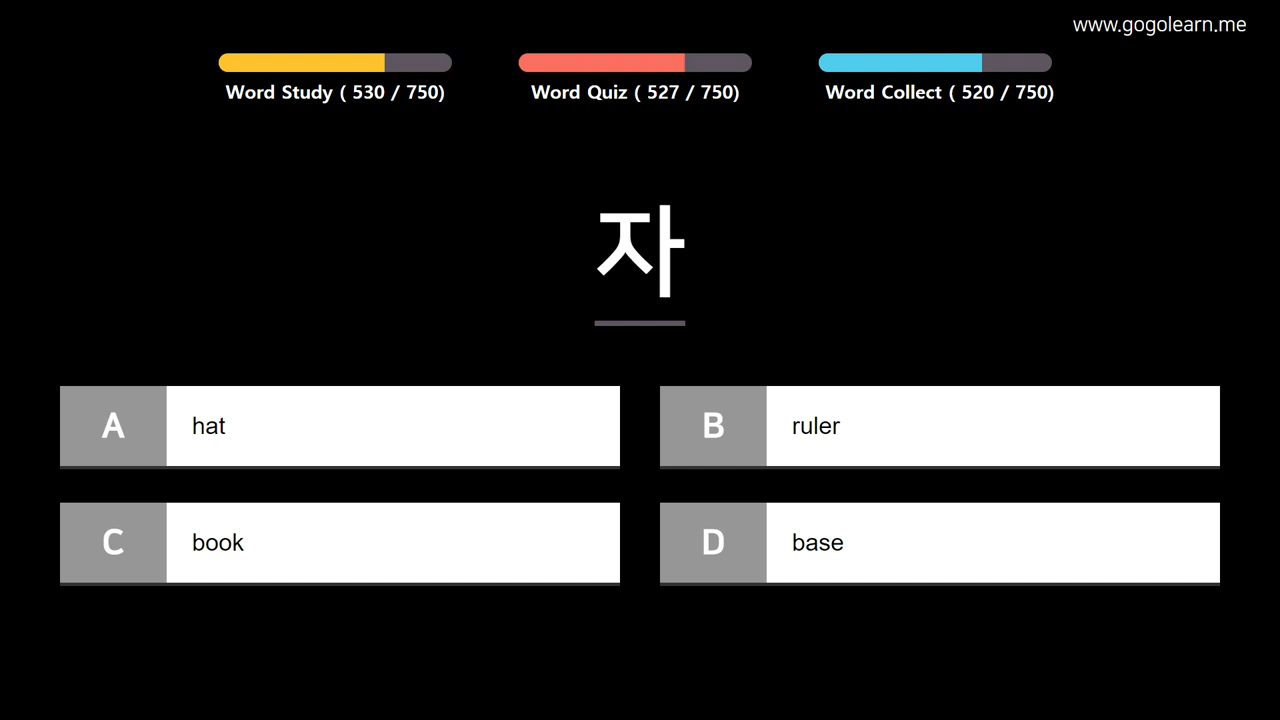 www.gogolearn.me
Word Study ( 530 / 750)
Word Quiz ( 527 / 750)
Word Collect ( 520 / 750)
자
A hat
B ruler
C book
D base